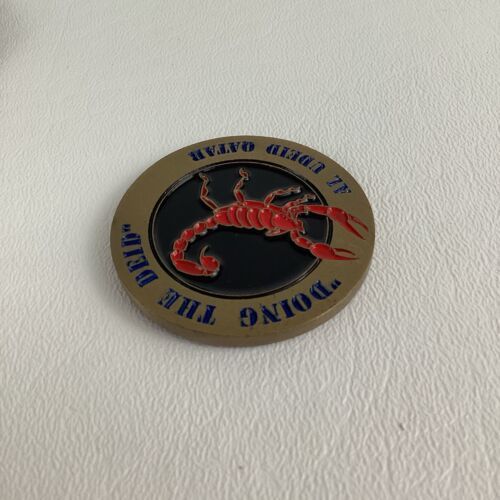 "DOING THE DEID"
AL UDEID QATAR